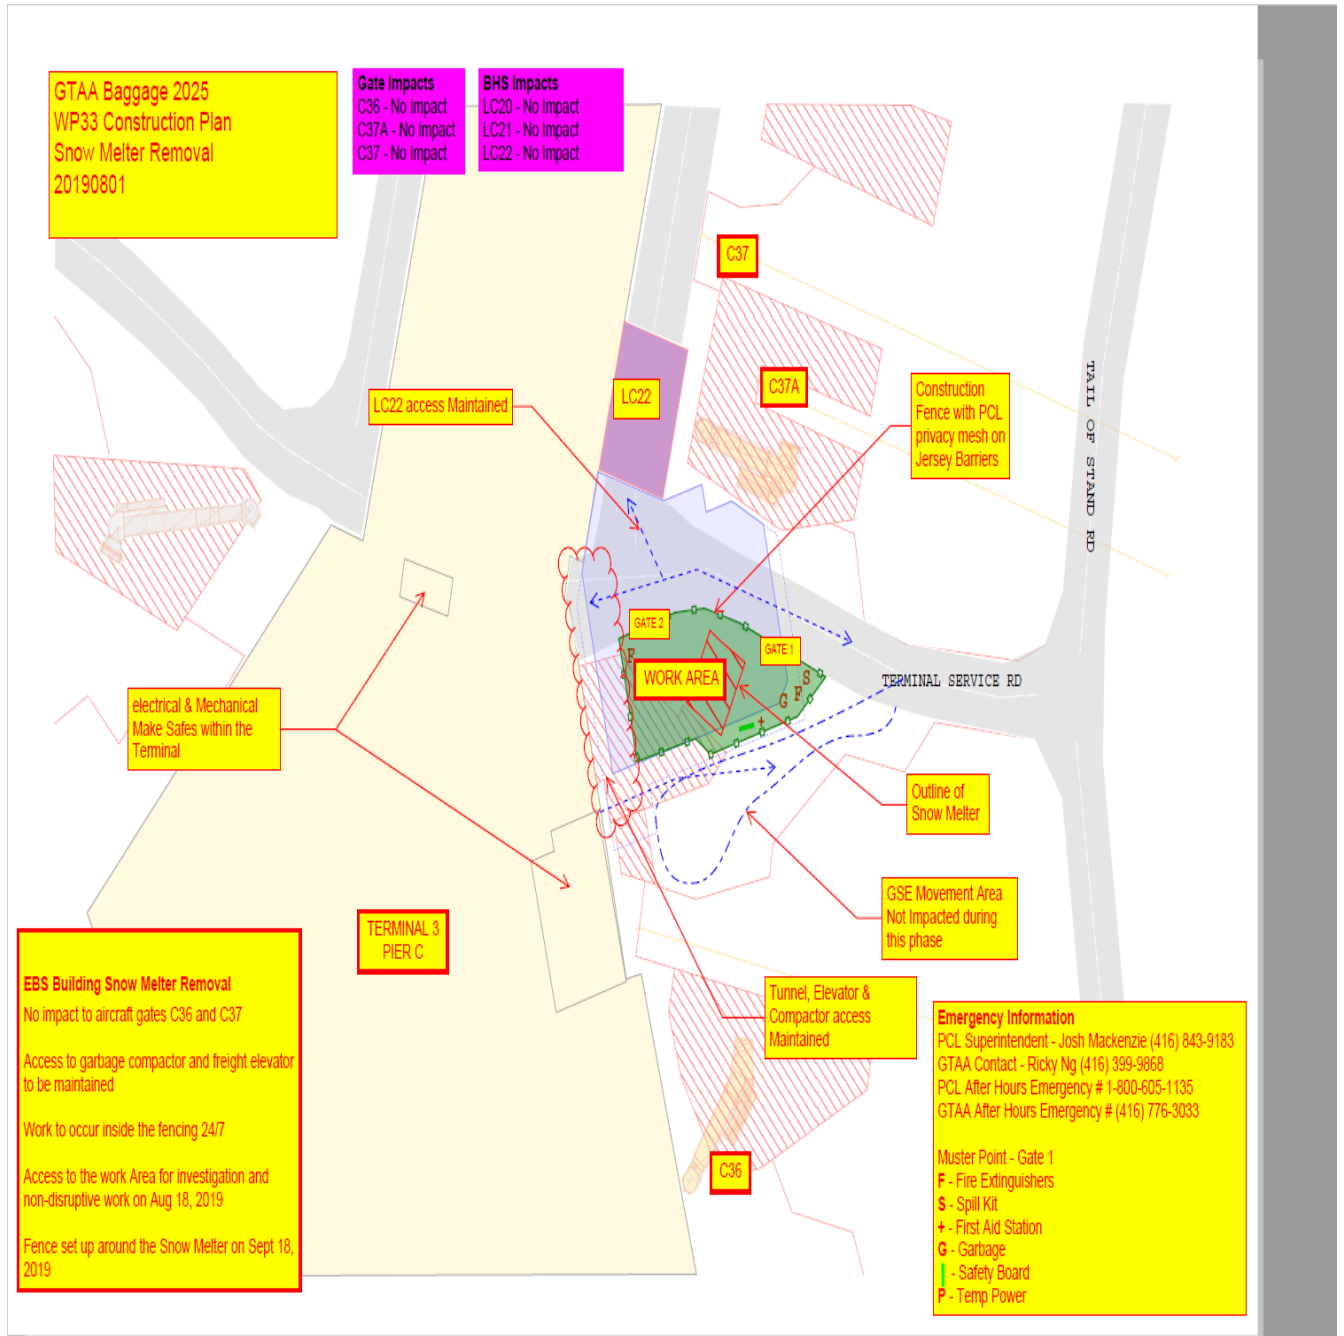 GTAA Baggage 2025
WP33 Construction Plan
Snow Melter Removal
20190801
Gate Impacts
C36 - No Impact
C37A - No Impact
C37 - No Impact
BHS Impacts
LC20 - No Impact
LC21 - No Impact
LC22 - No Impact
C37
C37A
LC22
LC22 access Maintained
Construction
Fence with PCL
privacy mesh on
Jersey Barriers
TAIL OF STAND RD
GATE 2
GATE 1
F
WORK AREA
S
F
G
+
TERMINAL SERVICE RD
electrical & Mechanical
Make Safes within the
Terminal
Outline of
Snow Melter
GSE Movement Area
Not Impacted during
this phase
TERMINAL 3
PIER C
Tunnel, Elevator &
Compactor access
Maintained
C36
EBS Building Snow Melter Removal
No impact to aircraft gates C36 and C37
Access to garbage compactor and freight elevator
to be maintained
Work to occur inside the fencing 24/7
Access to the work Area for investigation and
non-disruptive work on Aug 18, 2019
Fence set up around the Snow Melter on Sept 18,
2019
Emergency Information
PCL Superintendent - Josh Mackenzie (416) 843-9183
GTAA Contact - Ricky Ng (416) 399-9868
PCL After Hours Emergency # 1-800-605-1135
GTAA After Hours Emergency # (416) 776-3033
Muster Point - Gate 1
F - Fire Extinguishers
S - Spill Kit
+ - First Aid Station
G - Garbage
- Safety Board
P - Temp Power